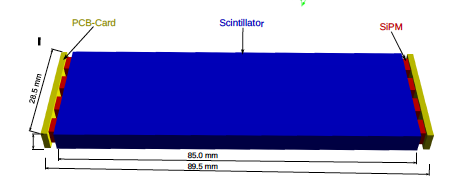 PCB-Card
Scintillator
SiPM
28.5 mm
85.0 mm
89.5 mm